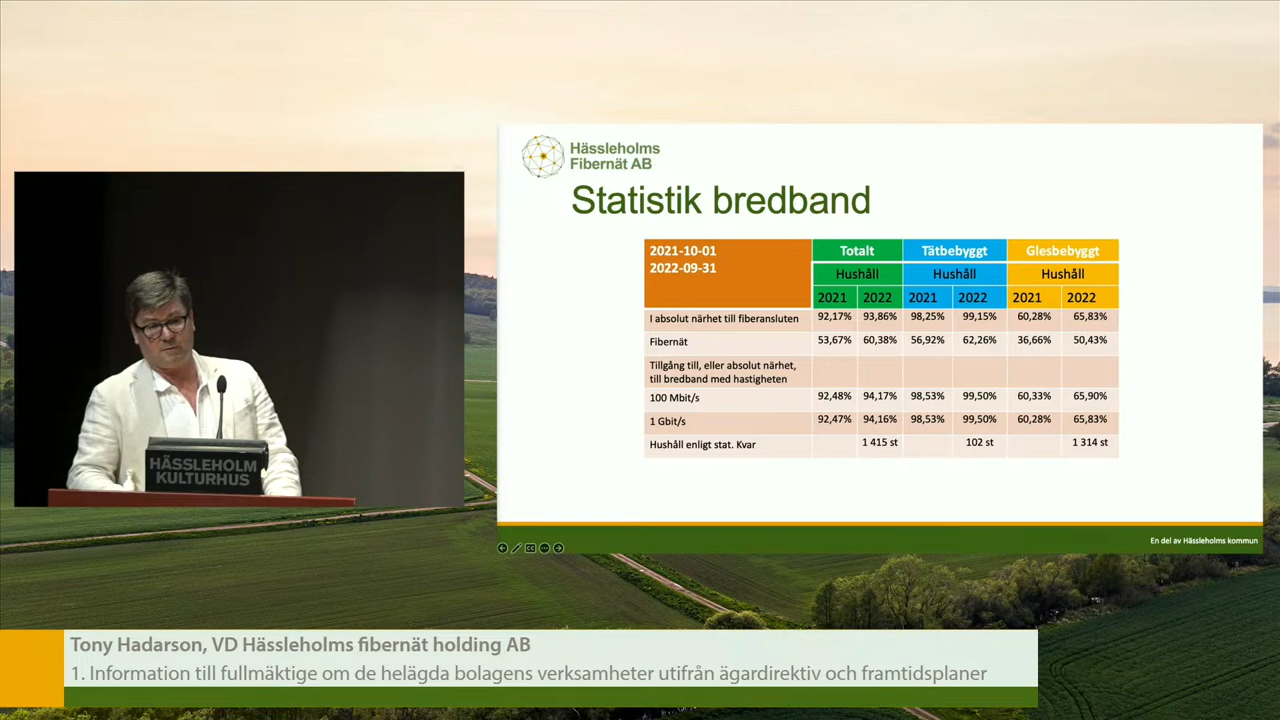 Hässleholms
Fibernät AB
Statistik bredband
2021-10-01
2022-09-31
Totalt Tätbebyggt Glesbebyggt
Hushåll Hushåll Hushåll
2021 2022 2021 2022 2021 2022
I absolut närhet till fiberansluten 92,17% 93,86% 98,25% 99,15% 60,28% 65,83%
Fibernät 53,67% 60,38% 56,92% 62,26% 36,66% 50,43%
Tillgång till, eller absolut närhet,
till bredband med hastigheten
100 Mbit/s 92,48% 94,17% 98,53% 99,50% 60,33% 65,90%
1 Gbit/s 92,47% 94,16% 98,53% 99,50% 60,28% 65,83%
Hushåll enligt stat. Kvar 1 415 st 102 st 1 314 st
En del av Hässleholms kommun
HÄSSLEHOLM
KULTURHUS
Tony Hadarson, VD Hässleholms fibernät holding AB
1. Information till fullmäktige om de helägda bolagens verksamheter utifrån ägardirektiv och framtidsplaner